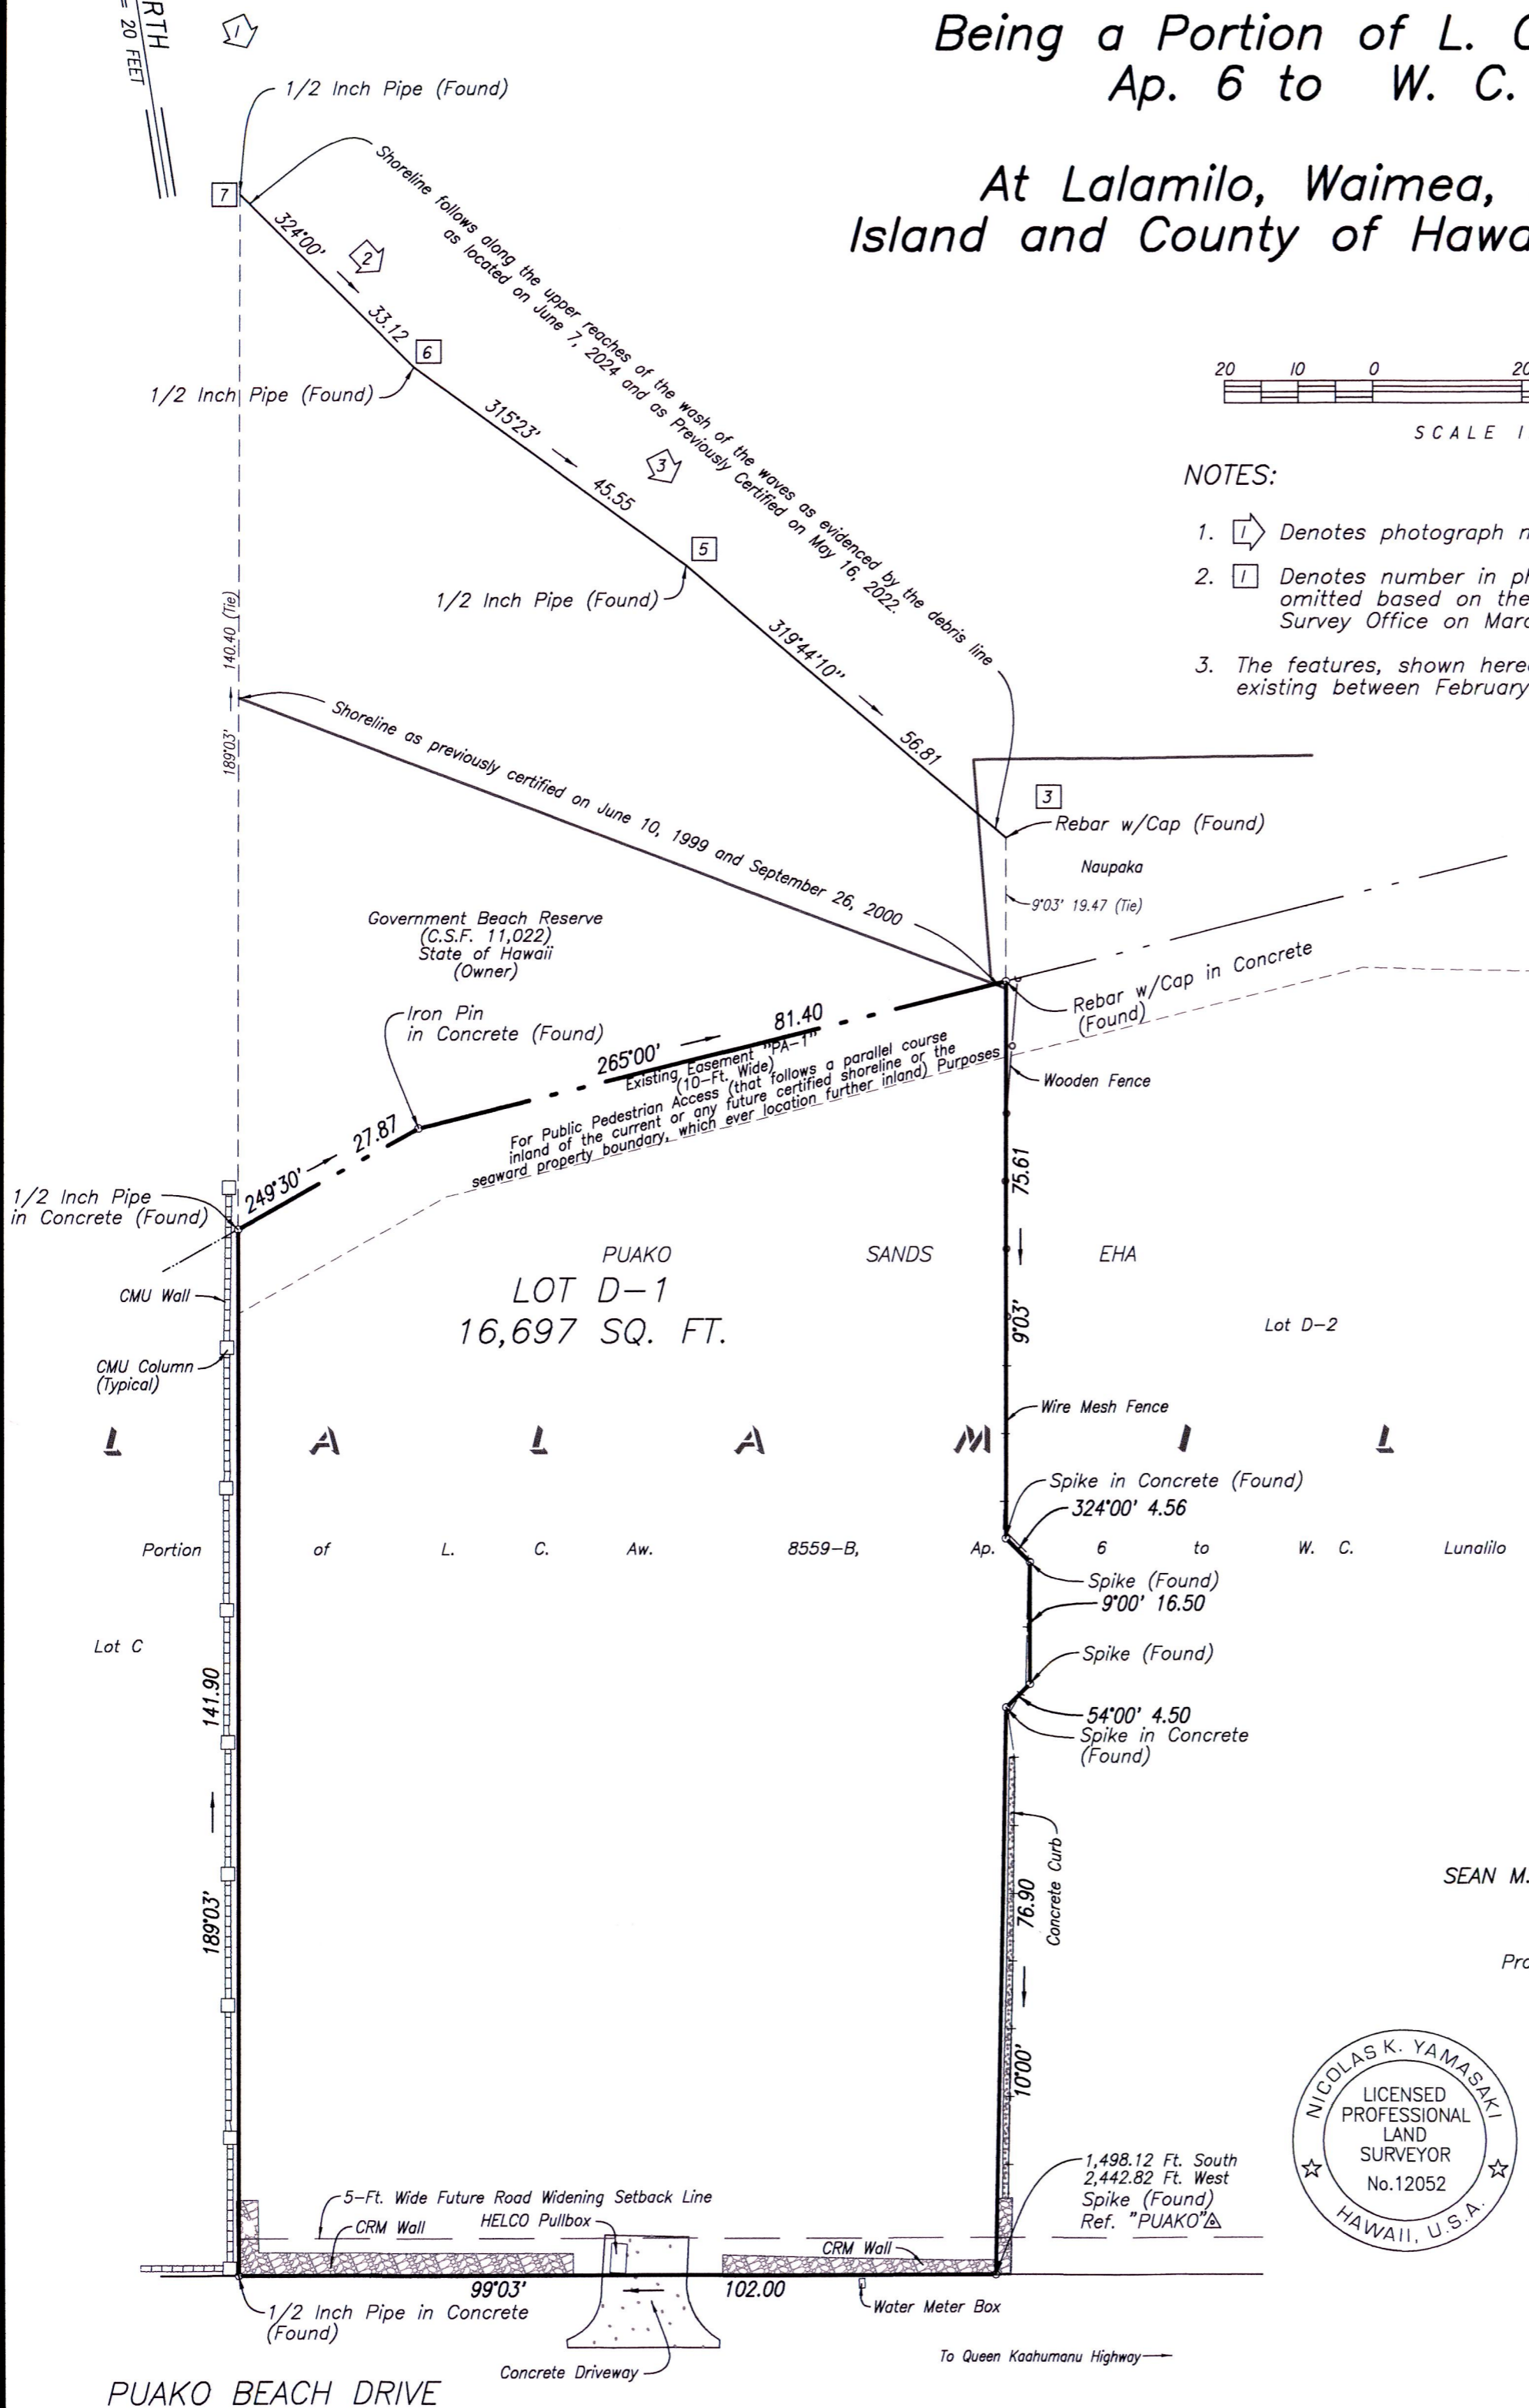 RTH
= 20 FEET
Being a Portion of L.
Ap. 6 to W. C.
At Lalamilo, Waimea,
Island and County of Hawa
1
1/2 Inch Pipe (Found)
7
Shoreline follows along the upper reaches of the wash of the waves as evidenced by the debris line
as located on June 7, 2024 and as Previously Certified on May 16, 2022.
324°00'
33.12
2
6
1/2 Inch Pipe (Found)
315°23'
45.55
3
5
1/2 Inch Pipe (Found)
319°44'10"
56.81
20 10 0 20
SCALE
NOTES:
1. 1 Denotes photograph
2. 1 Denotes number in
omitted based on the
Survey Office on
3. The features, shown
existing between February
189°03' 140.40 (Tie)
Shoreline as previously certified on June 10, 1999 and September 26, 2000
3
Rebar w/Cap (Found)
Naupaka
9°03' 19.47 (Tie)
Government Beach Reserve
(C.S.F. 11,022)
State of Hawaii
(Owner)
Iron Pin
in Concrete (Found)
265°00' 81.40
Rebar w/Cap in Concrete
(Found)
Existing Easement "PA-1"
(10-Ft. Wide)
For Public Pedestrian Access (that follows a parallel course
inland of the current or any future certified shoreline or the
seaward property boundary, which ever location further inland) Purposes
Wooden Fence
249°30' 27.87
1/2 Inch Pipe
in Concrete (Found)
9°03' 75.61
PUAKO SANDS EHA
LOT D-1
16,697 SQ. FT.
CMU Wall
Lot D-2
CMU Column
(Typical)
Wire Mesh Fence
L A L A M I L
Spike in Concrete (Found)
324°00' 4.56
Portion of L. C. Aw. 8559-B, Ap. 6 to W. C. Lunalilo
Spike (Found)
9°00' 16.50
Lot C
Spike (Found)
54°00' 4.50
Spike in Concrete
(Found)
189°03' 141.90
10°00' 76.90
Concrete Curb
SEAN M.
NICOLAS K. YAMASAKI
LICENSED
PROFESSIONAL
LAND
SURVEYOR
No.12052
HAWAII, U.S.A.
1,498.12 Ft. South
2,442.82 Ft. West
Spike (Found)
Ref. "PUAKO"
5-Ft. Wide Future Road Widening Setback Line
CRM Wall
HELCO Pullbox
CRM Wall
99°03' 102.00
Water Meter Box
1/2 Inch Pipe in Concrete
(Found)
Concrete Driveway
To Queen Kaahumanu Highway
PUAKO BEACH DRIVE